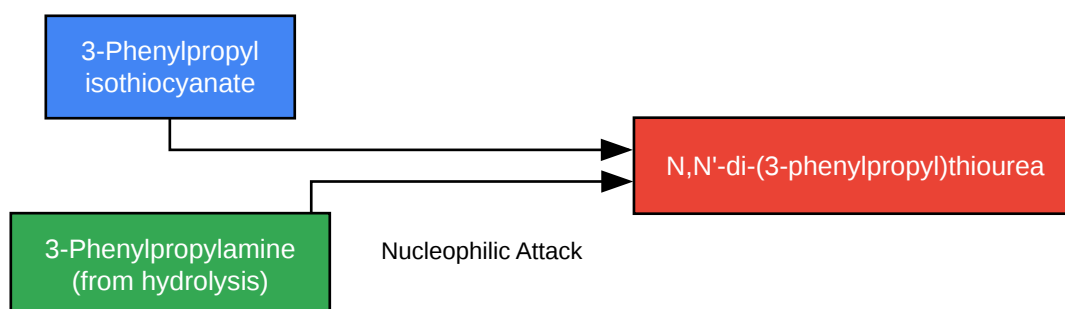 3-Phenylpropyl
isothiocyanate
N,N'-di-(3-phenylpropyl)thiourea
3-Phenylpropylamine
(from hydrolysis)
Nucleophilic Attack